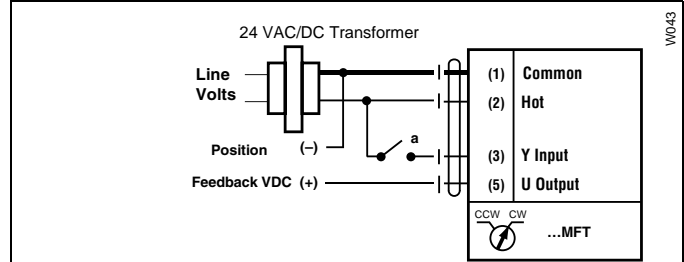 24 VAC/DC Transformer
W043
Line
Volts
(1) Common
(2) Hot
a
Position (–)
(3) Y Input
Feedback VDC (+)
(5) U Output
CCW CW
...MFT